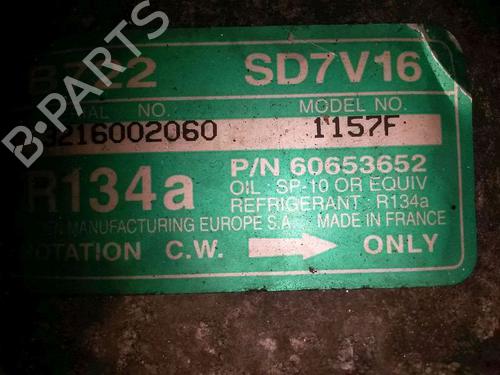 B-PARTS
SD7V16
NO.
MODEL NO.
3216002060
1157F
R134a
P/N 60653652
OIL : SP-10 OR EQUIV
REFRIGERANT : R134a
MANUFACTURING EUROPE S.A. MADE IN FRANCE
ROTATION C.W. ONLY